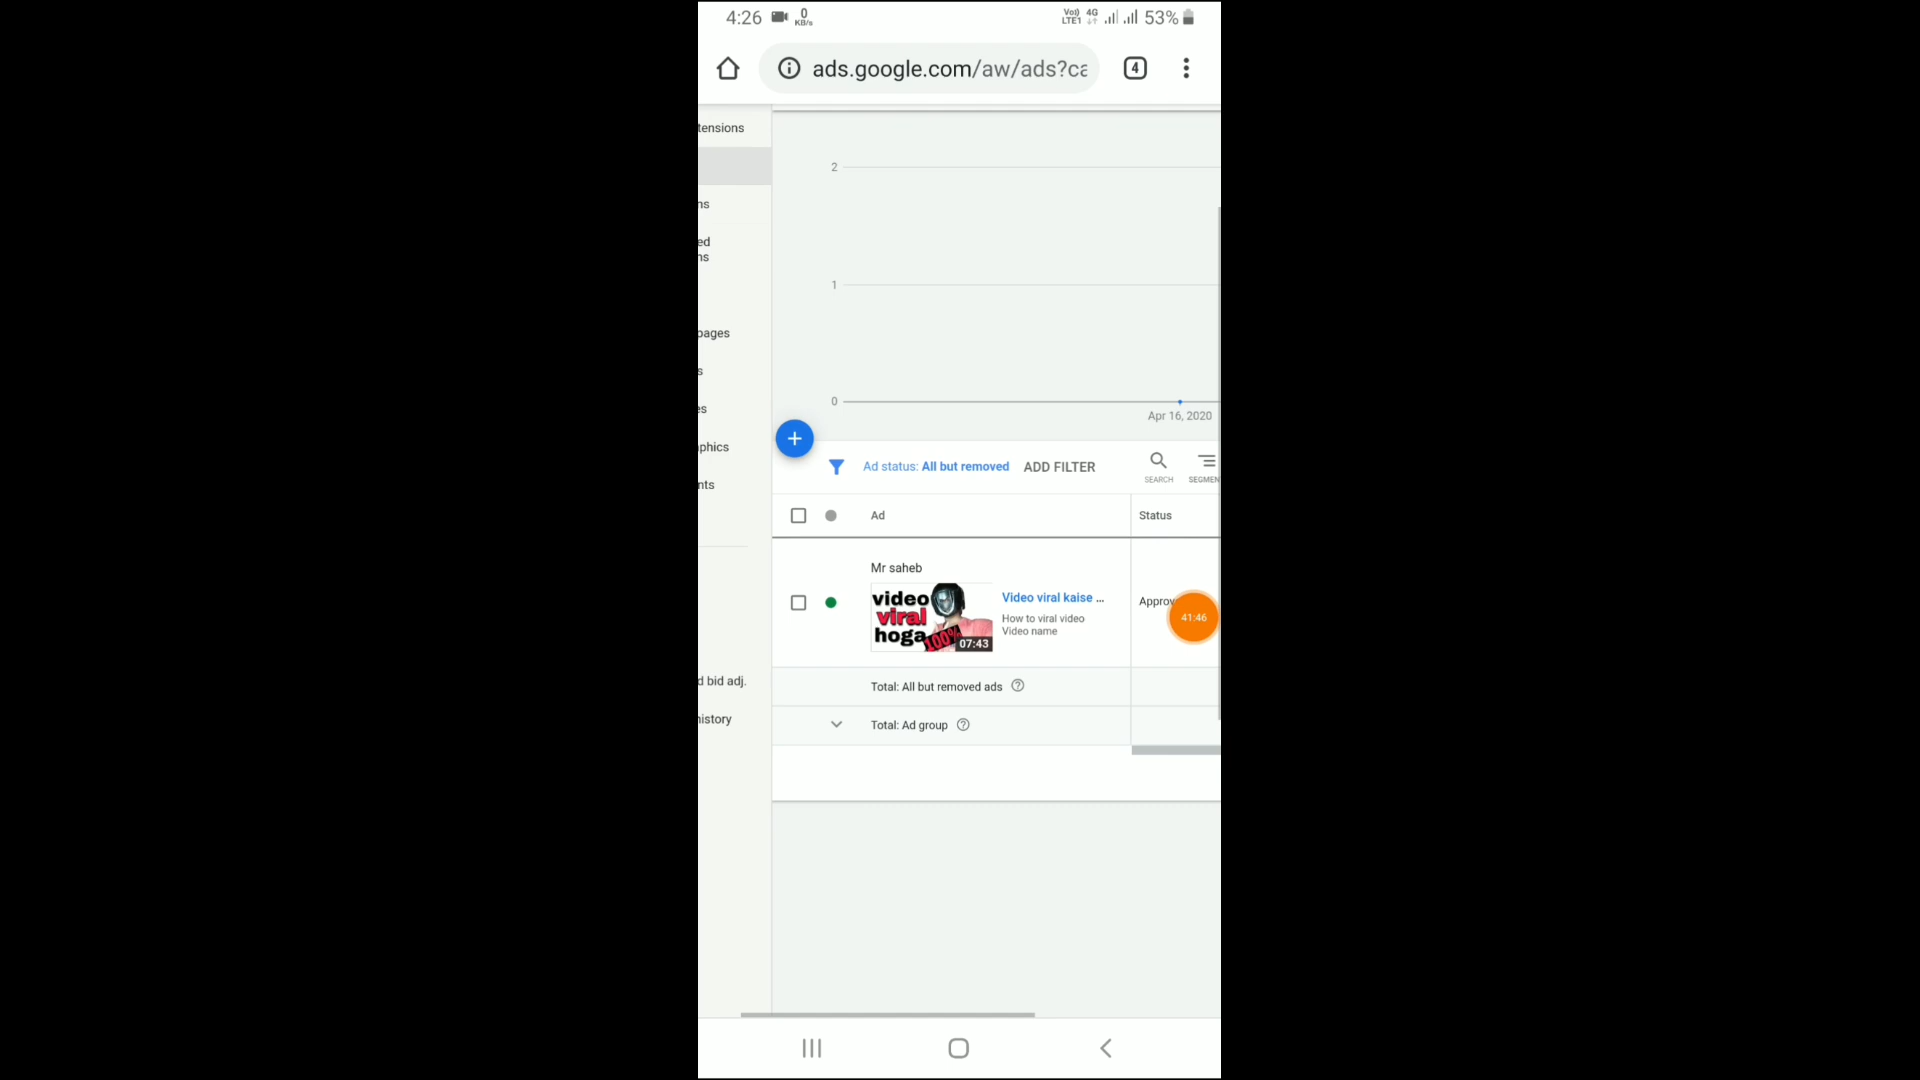 4:26 0 KB/s Vo)) LTE1 4G 53%
ads.google.com/aw/ads?ca 4
tensions
ns
ed
ns
pages
s
es
phics
nts
d bid adj.
history
2
1
0
Apr 16, 2020
+
Ad status: All but removed ADD FILTER SEARCH SEGMEN
Ad Status
Mr saheb
video
viral
hoga 100%
07:43
Video viral kaise ...
How to viral video
Video name
Approv
41:46
Total: All but removed ads
Total: Ad group